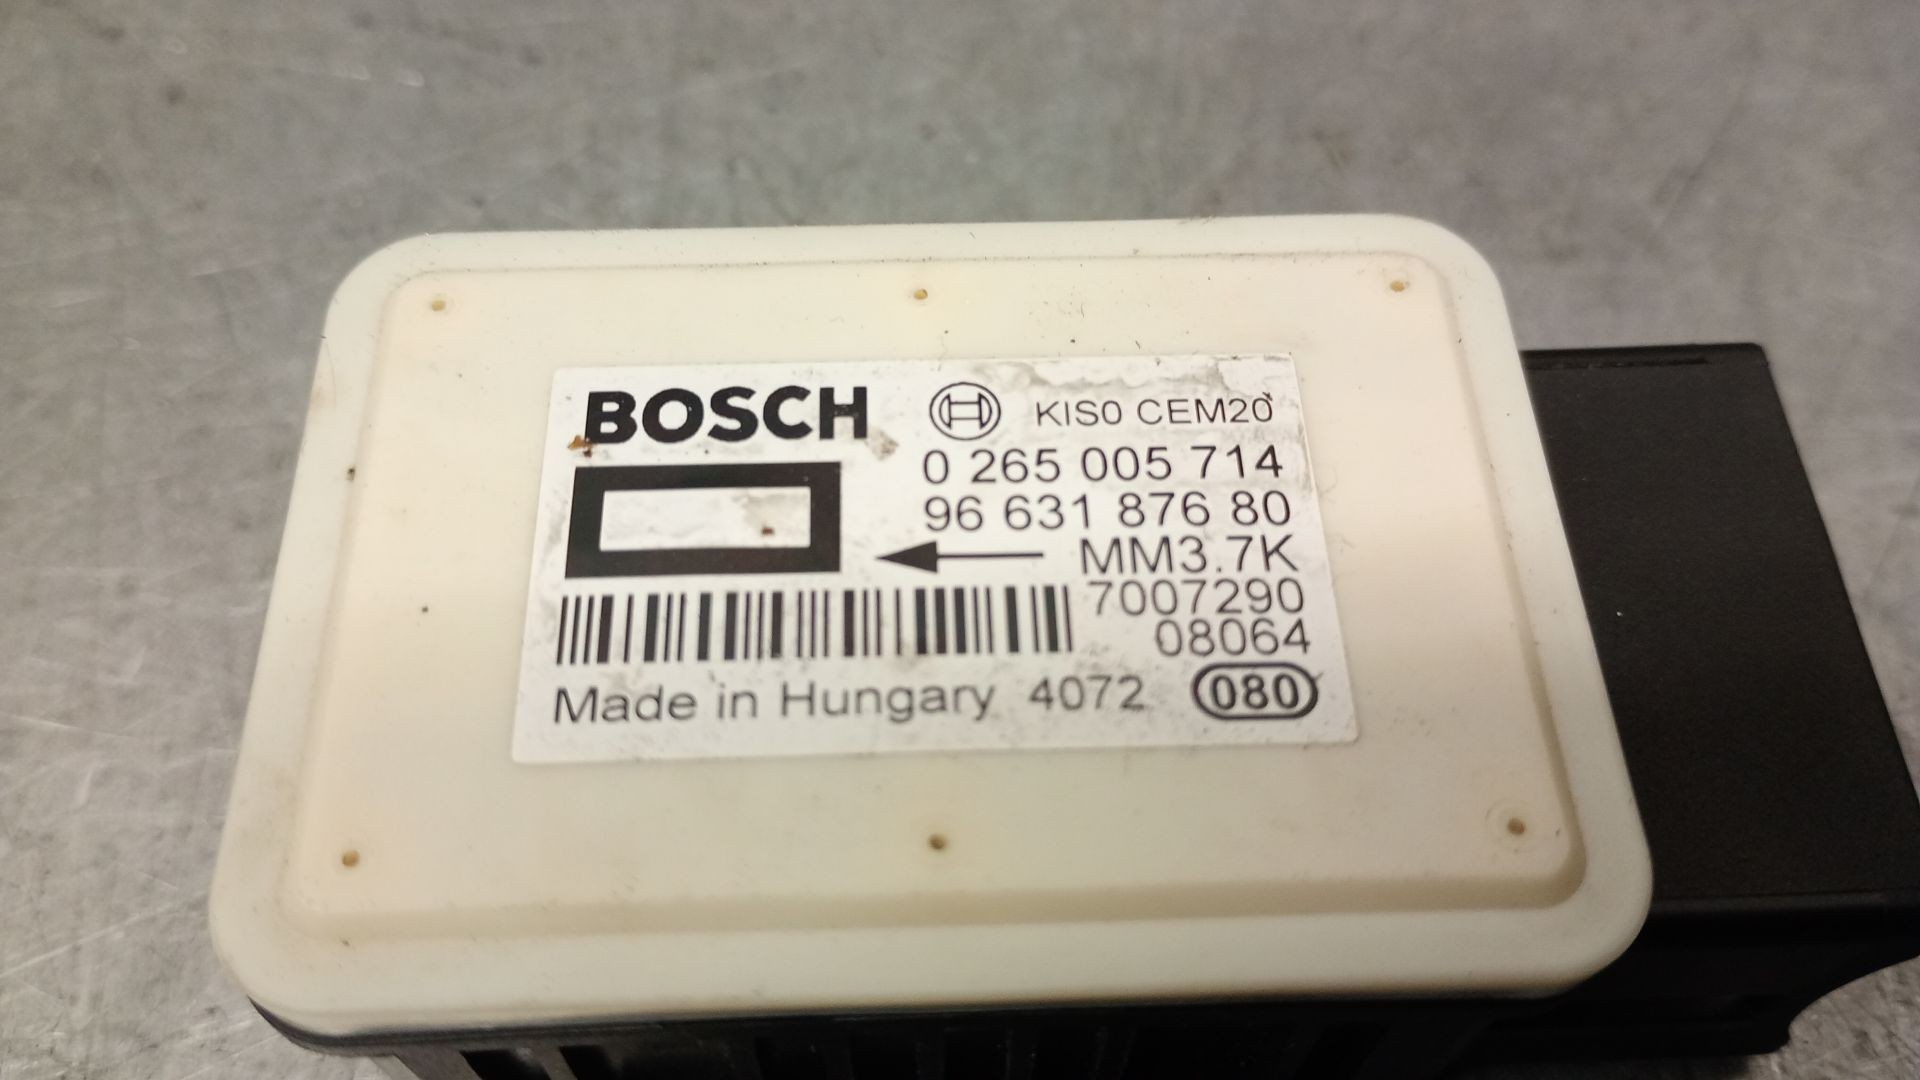 BOSCH KIS0 CEM20
0 265 005 714
96 631 876 80
MM3.7K
7007290
08064
Made in Hungary 4072 080